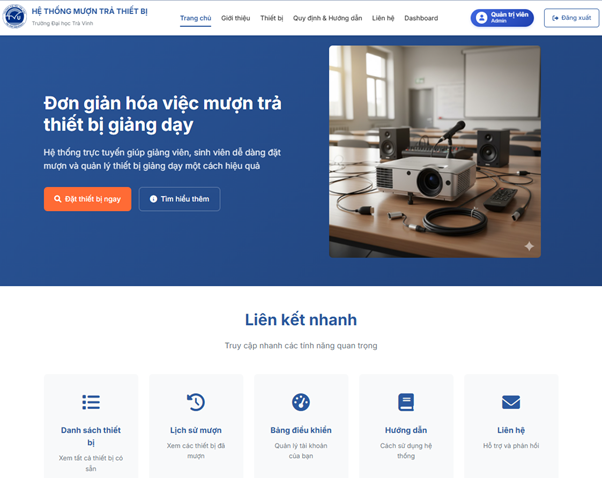 HỆ THỐNG MƯỢN TRẢ THIẾT BỊ
Trường Đại học Trà Vinh
Trang chủ Giới thiệu Thiết bị Quy định & Hướng dẫn Liên hệ Dashboard
Quản trị viên
Admin
Đăng xuất
Đơn giản hóa việc mượn trả
thiết bị giảng dạy
Hệ thống trực tuyến giúp giảng viên, sinh viên dễ dàng đặt
mượn và quản lý thiết bị giảng dạy một cách hiệu quả
Đặt thiết bị ngay
Tìm hiểu thêm
Liên kết nhanh
Truy cập nhanh các tính năng quan trọng
Danh sách thiết
bị
Xem tất cả thiết bị có
sẵn
Lịch sử mượn
Xem các thiết bị đã
mượn
Bảng điều khiển
Quản lý tài khoản
của bạn
Hướng dẫn
Cách sử dụng hệ
thống
Liên hệ
Hỗ trợ và phản hồi